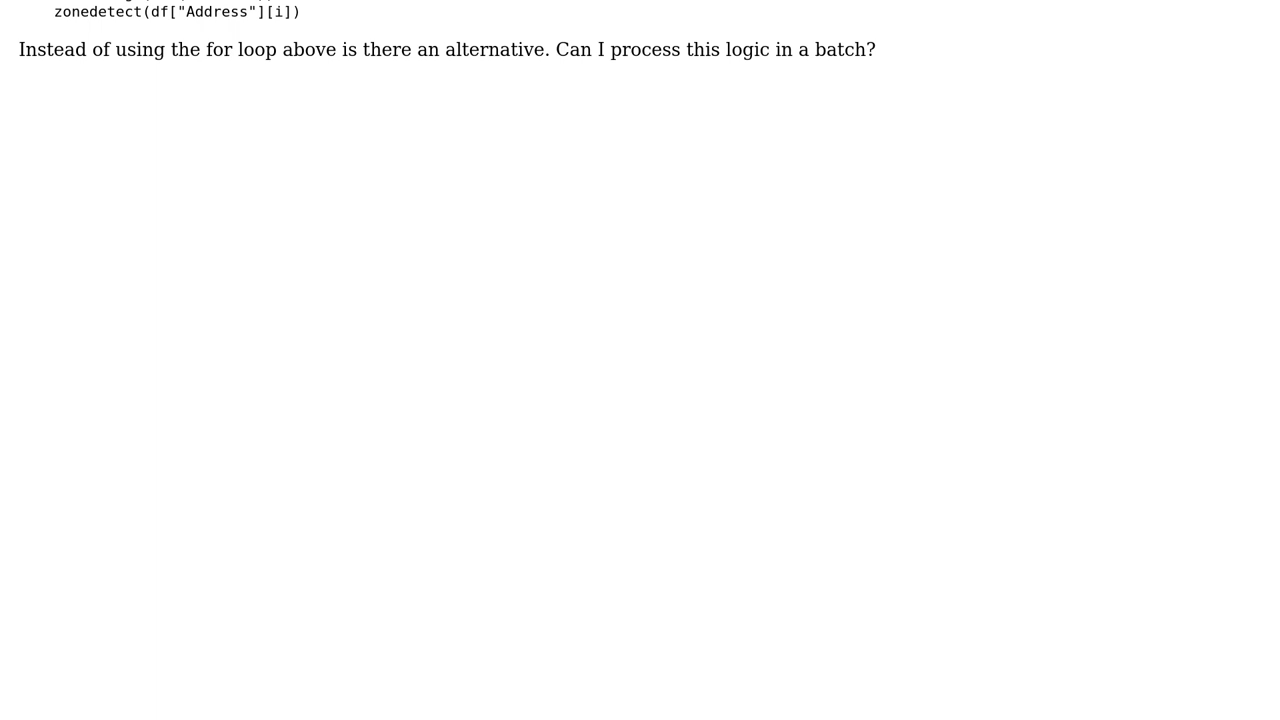 zonedetect(df["Address"][i])
Instead of using the for loop above is there an alternative. Can I process this logic in a batch?